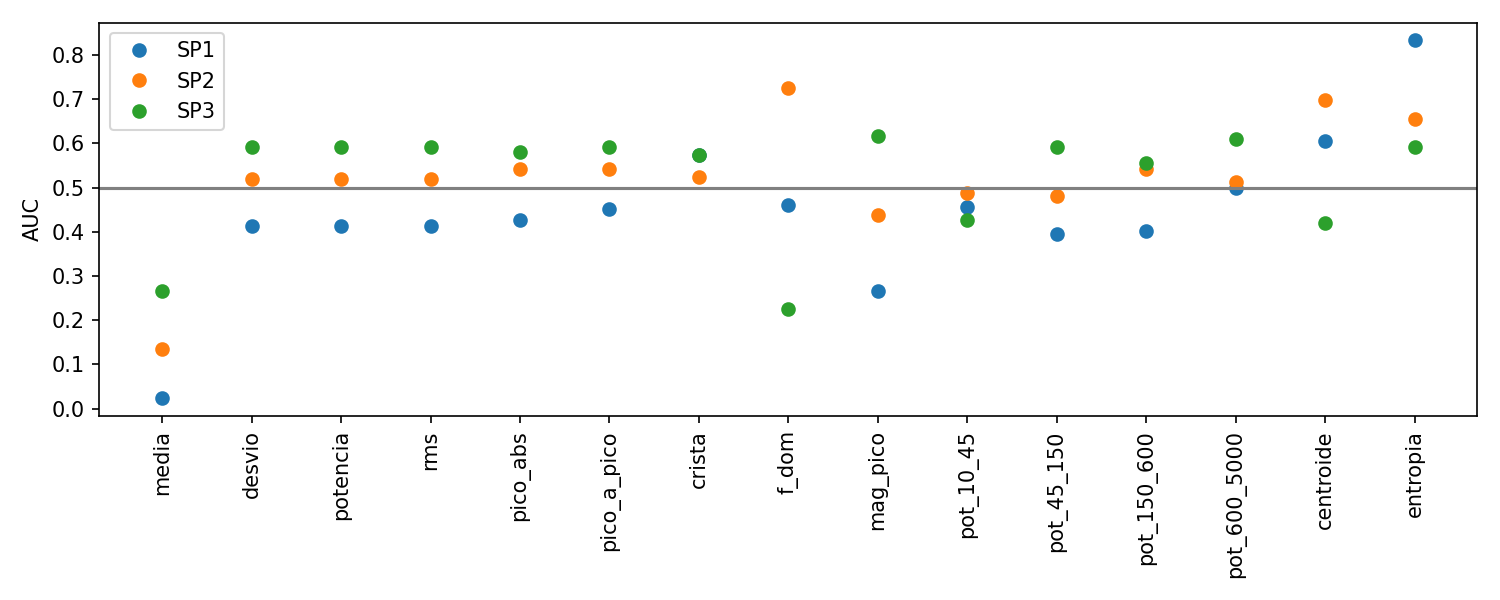 SP1
SP2
SP3
AUC
0.8
0.7
0.6
0.5
0.4
0.3
0.2
0.1
0.0
media
desvio
potencia
rms
pico_abs
pico_a_pico
crista
f_dom
mag_pico
pot_10_45
pot_45_150
pot_150_600
pot_600_5000
centroide
entropia